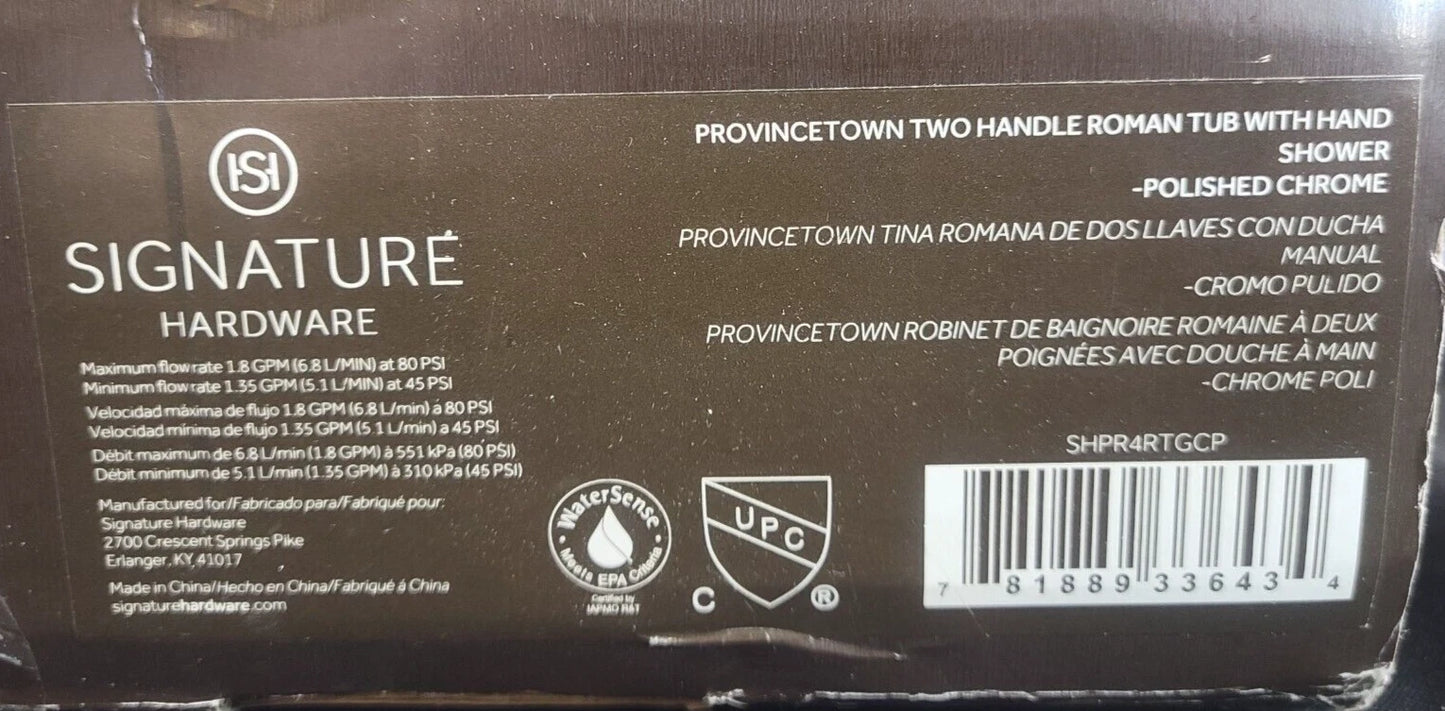 HSH
SIGNATURE
HARDWARE
Maximum flow rate 1.8 GPM (6.8 L/MIN) at 80 PSI
Minimum flow rate 1.35 GPM (5.1 L/MIN) at 45 PSI
Velocidad máxima de flujo 1.8 GPM (6.8 L/min) a 80 PSI
Velocidad mínima de flujo 1.35 GPM (5.1 L/min) a 45 PSI
Débit maximum de 6.8 L/min (1.8 GPM) à 551 kPa (80 PSI)
Débit minimum de 5.1 L/min (1.35 GPM) à 310 kPa (45 PSI)
Manufactured for/Fabricado para/Fabriqué pour:
Signature Hardware
2700 Crescent Springs Pike
Erlanger, KY 41017
Made in China/Hecho en China/Fabriqué á China
signaturehardware.com
PROVINCETOWN TWO HANDLE ROMAN TUB WITH HAND
SHOWER
-POLISHED CHROME
PROVINCETOWN TINA ROMANA DE DOS LLAVES CON DUCHA
MANUAL
-CROMO PULIDO
PROVINCETOWN ROBINET DE BAIGNOIRE ROMAINE À DEUX
POIGNÉES AVEC DOUCHE À MAIN
-CHROME POLI
WaterSense
Meets EPA Criteria
Certified by
IAPMO R&T
UPC
C ®
SHPR4RTGCP
7 81889 33643 4